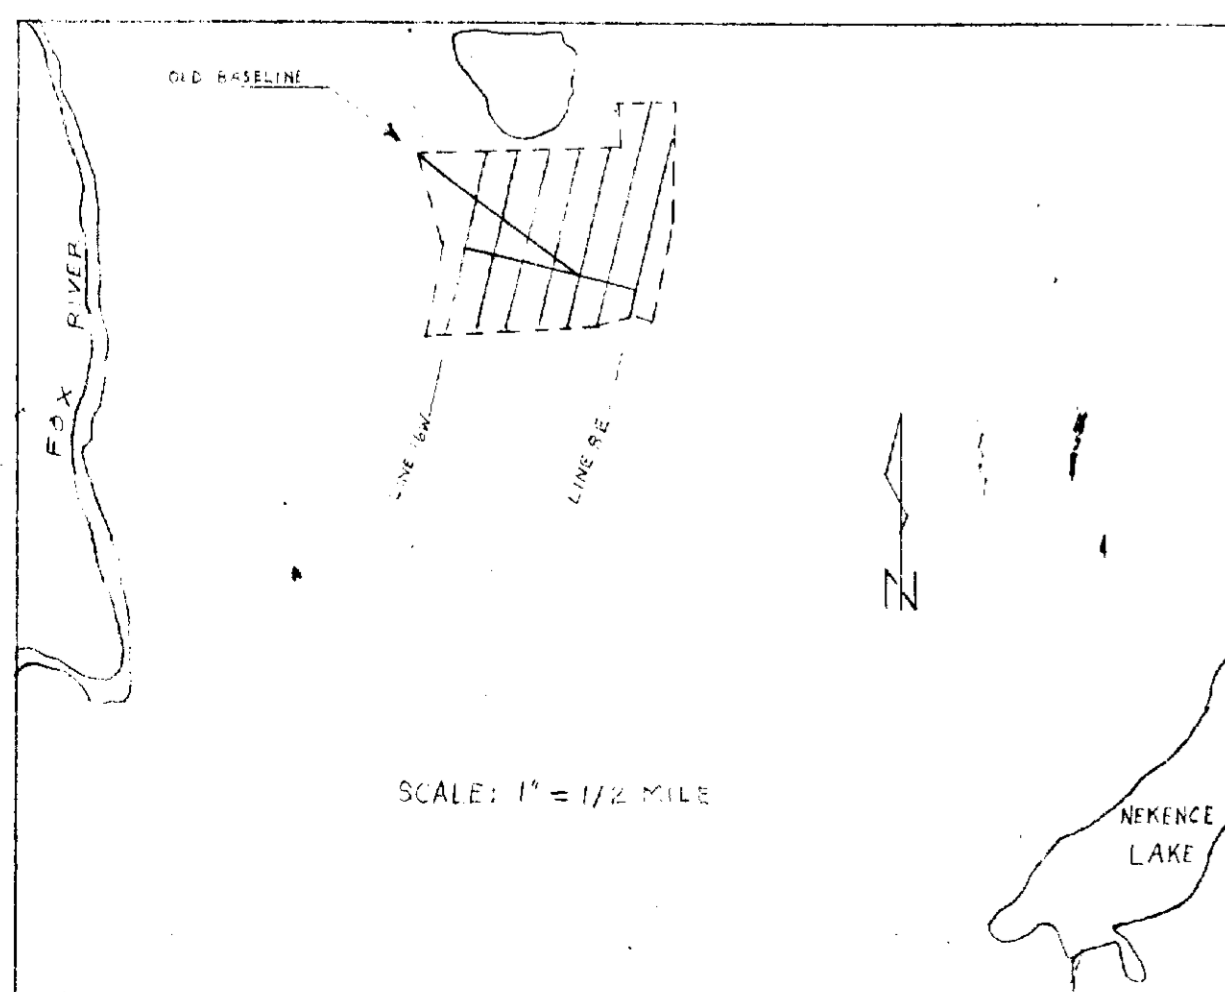 OLD BASELINE
FOX RIVER
LINE 16W
LINE 8E
N
SCALE: 1" = 1/2 MILE
NEKENCE
LAKE